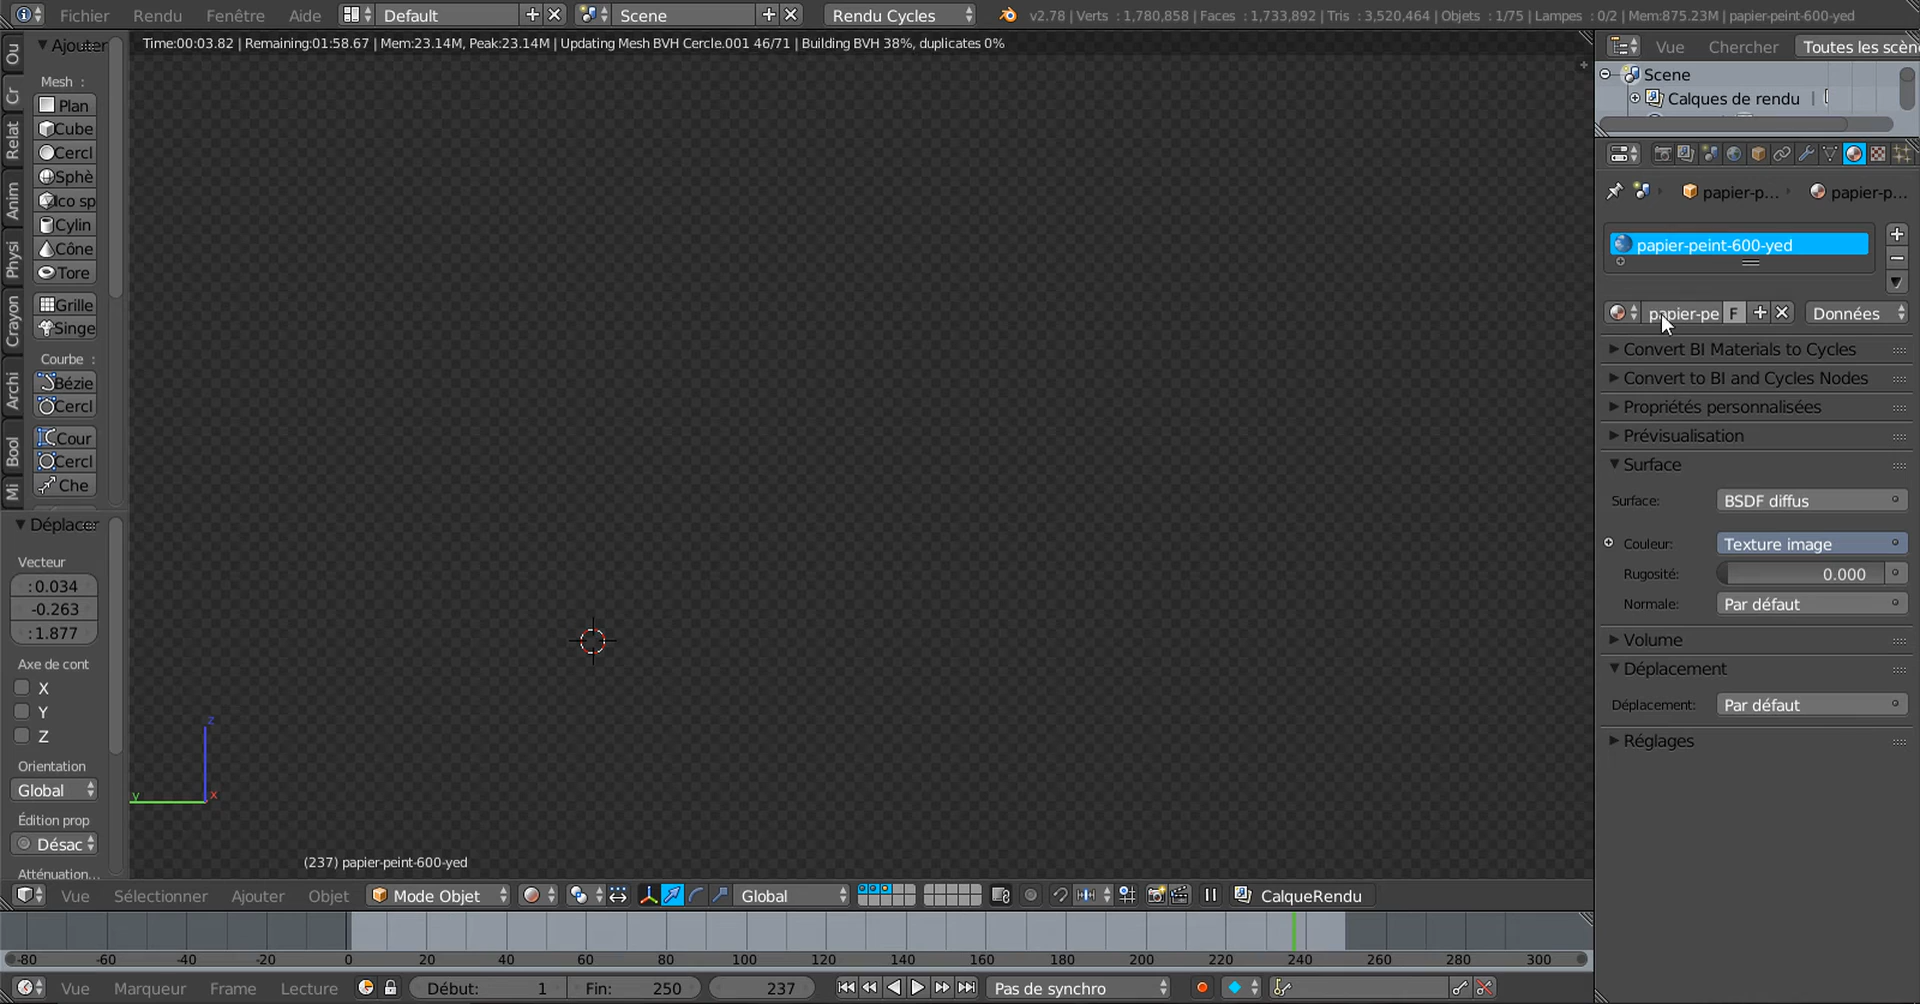 Fichier Rendu Fenêtre Aide Default Scene Rendu Cycles v2.78 | Verts : 1,780,858 | Faces : 1,733,892 | Tris : 3,520,464 | Objets : 1/75 | Lampes : 0/2 | Mem:875.23M | papier-peint-600-yed
Time:00:03.82 | Remaining:01:58.67 | Mem:23.14M, Peak:23.14M | Updating Mesh BVH Cercle.001 46/71 | Building BVH 38%, duplicates 0%
Ou
Cr
Relat
Anim
Physi
Crayon
Archi
Bool
Mi
Ajouter
Mesh :
Plan
Cube
Cercl
Sphè
Ico sp
Cylin
Cône
Tore
Grille
Singe
Courbe :
Bézie
Cercl
Cour
Cercl
Che
Déplacer
Vecteur
: 0.034
-0.263
: 1.877
Axe de cont
X
Y
Z
Orientation
Global
Édition prop
Désac
Atténuation...
z
y
x
(237) papier-peint-600-yed
Vue Sélectionner Ajouter Objet Mode Objet Global CalqueRendu
-80 -60 -40 -20 0 20 40 60 80 100 120 140 160 180 200 220 240 260 280 300
Vue Marqueur Frame Lecture Début: 1 Fin: 250 237 Pas de synchro
Vue Chercher Toutes les scèn
Scene
Calques de rendu |
papier-p... papier-p...
papier-peint-600-yed
papier-pe F Données
Convert BI Materials to Cycles
Convert to BI and Cycles Nodes
Propriétés personnalisées
Prévisualisation
Surface
Surface: BSDF diffus
Couleur: Texture image
Rugosité: 0.000
Normale: Par défaut
Volume
Déplacement
Déplacement: Par défaut
Réglages